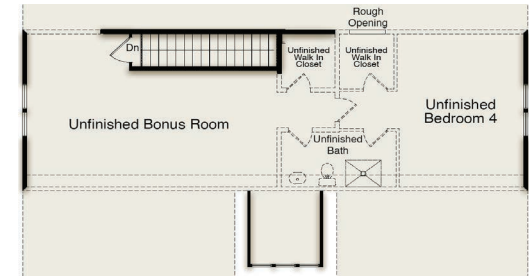 Rough
Opening
Dn
Unfinished
Walk In
Closet
Unfinished
Walk In
Closet
Unfinished Bonus Room
Unfinished
Bath
Unfinished
Bedroom 4